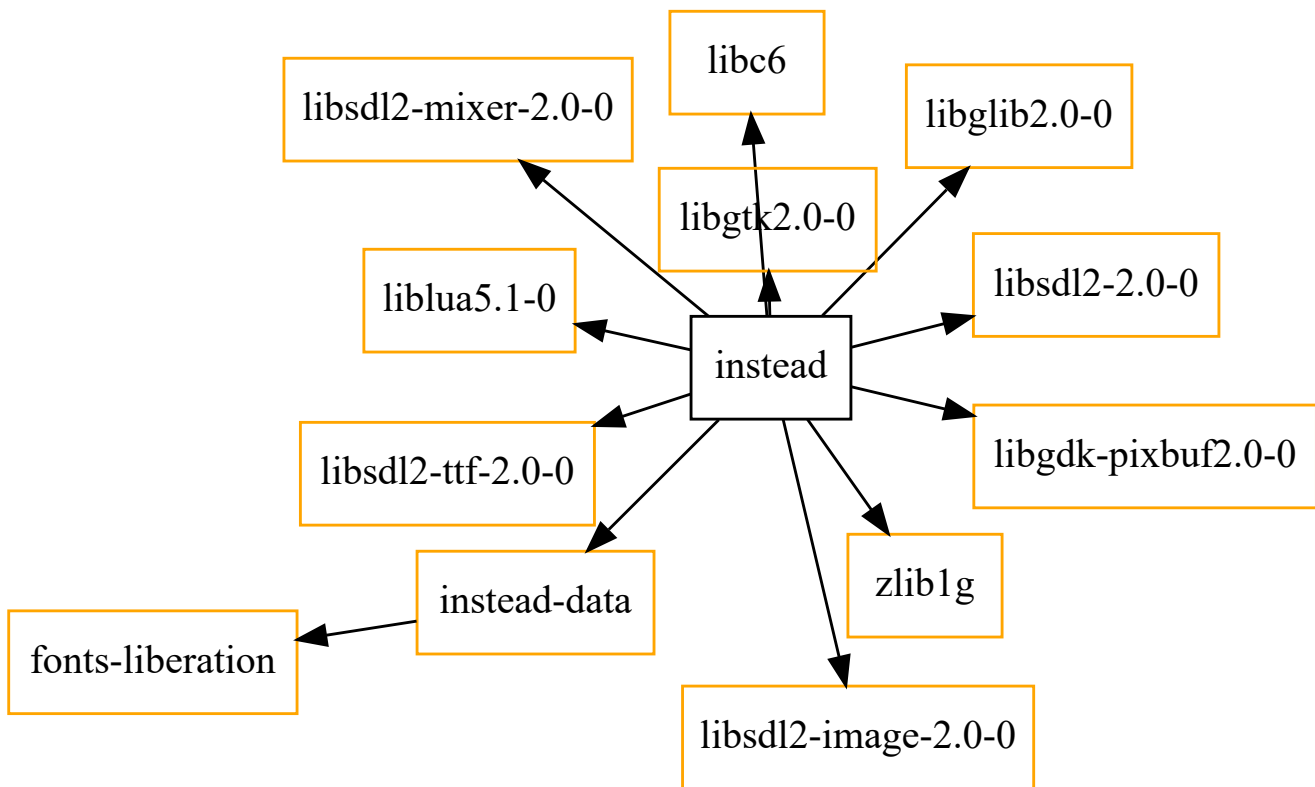 libc6
libsdl2-mixer-2.0-0
libglib2.0-0
libgtk2.0-0
libsdl2-2.0-0
liblua5.1-0
instead
libgdk-pixbuf2.0-0
libsdl2-ttf-2.0-0
zlib1g
instead-data
fonts-liberation
libsdl2-image-2.0-0